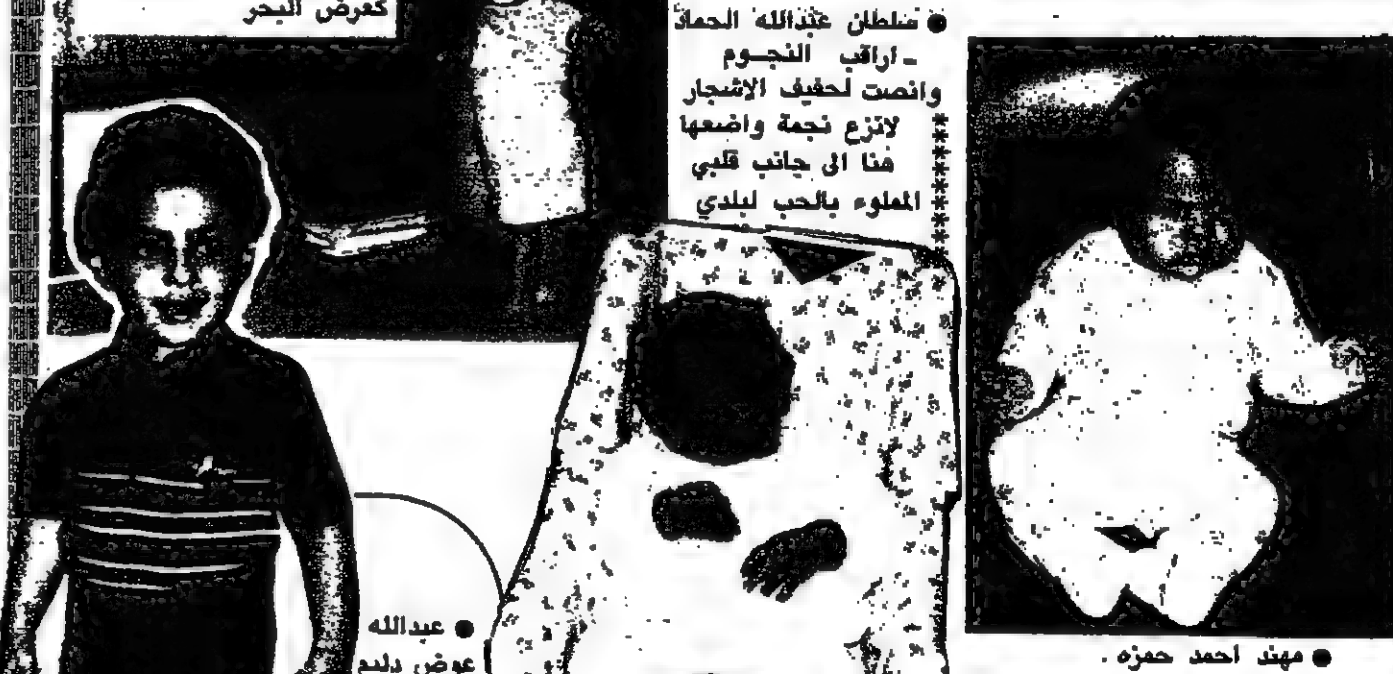 كعرض البحر
● سلطان عبدالله الحماد
- اراقب النجوم
وانصت لحفيف الاشجار
لانزع نجمة واضعها
هنا الى جانب قلبي
المملوء بالحب لبلدي
● عبدالله
عوض دليم
● مهند احمد حمزه .